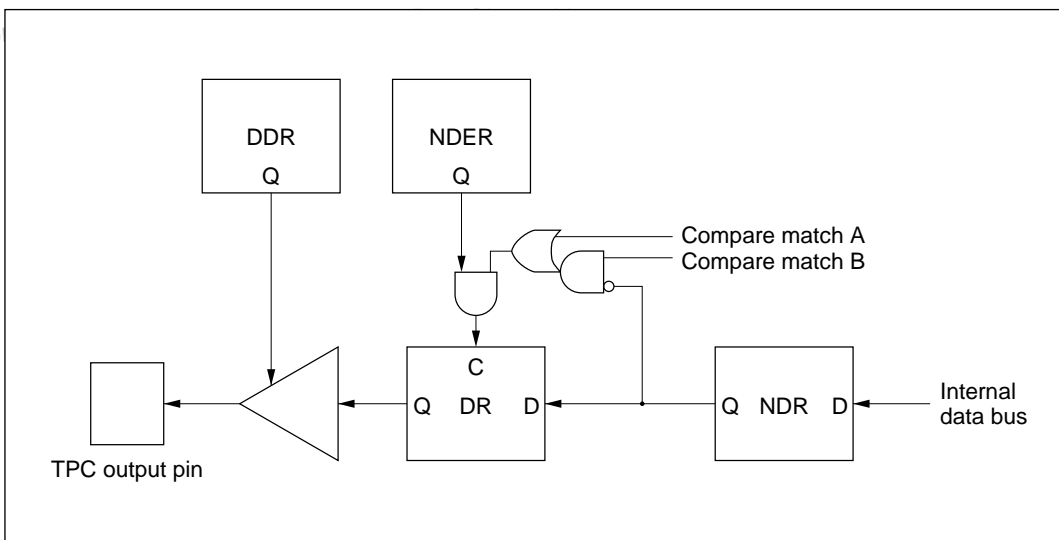 DDR
Q
NDER
Q
Compare match A
Compare match B
C
Q DR D
Q NDR D
Internal
data bus
TPC output pin